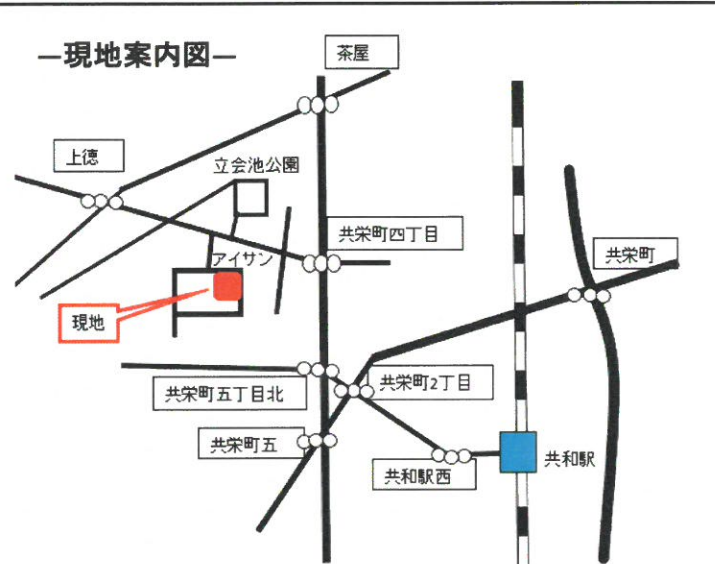 ―現地案内図―
茶屋
上徳
立会池公園
共栄町四丁目
アイサン
共栄町
現地
共栄町五丁目北
共栄町2丁目
共栄町五
共和駅西
共和駅